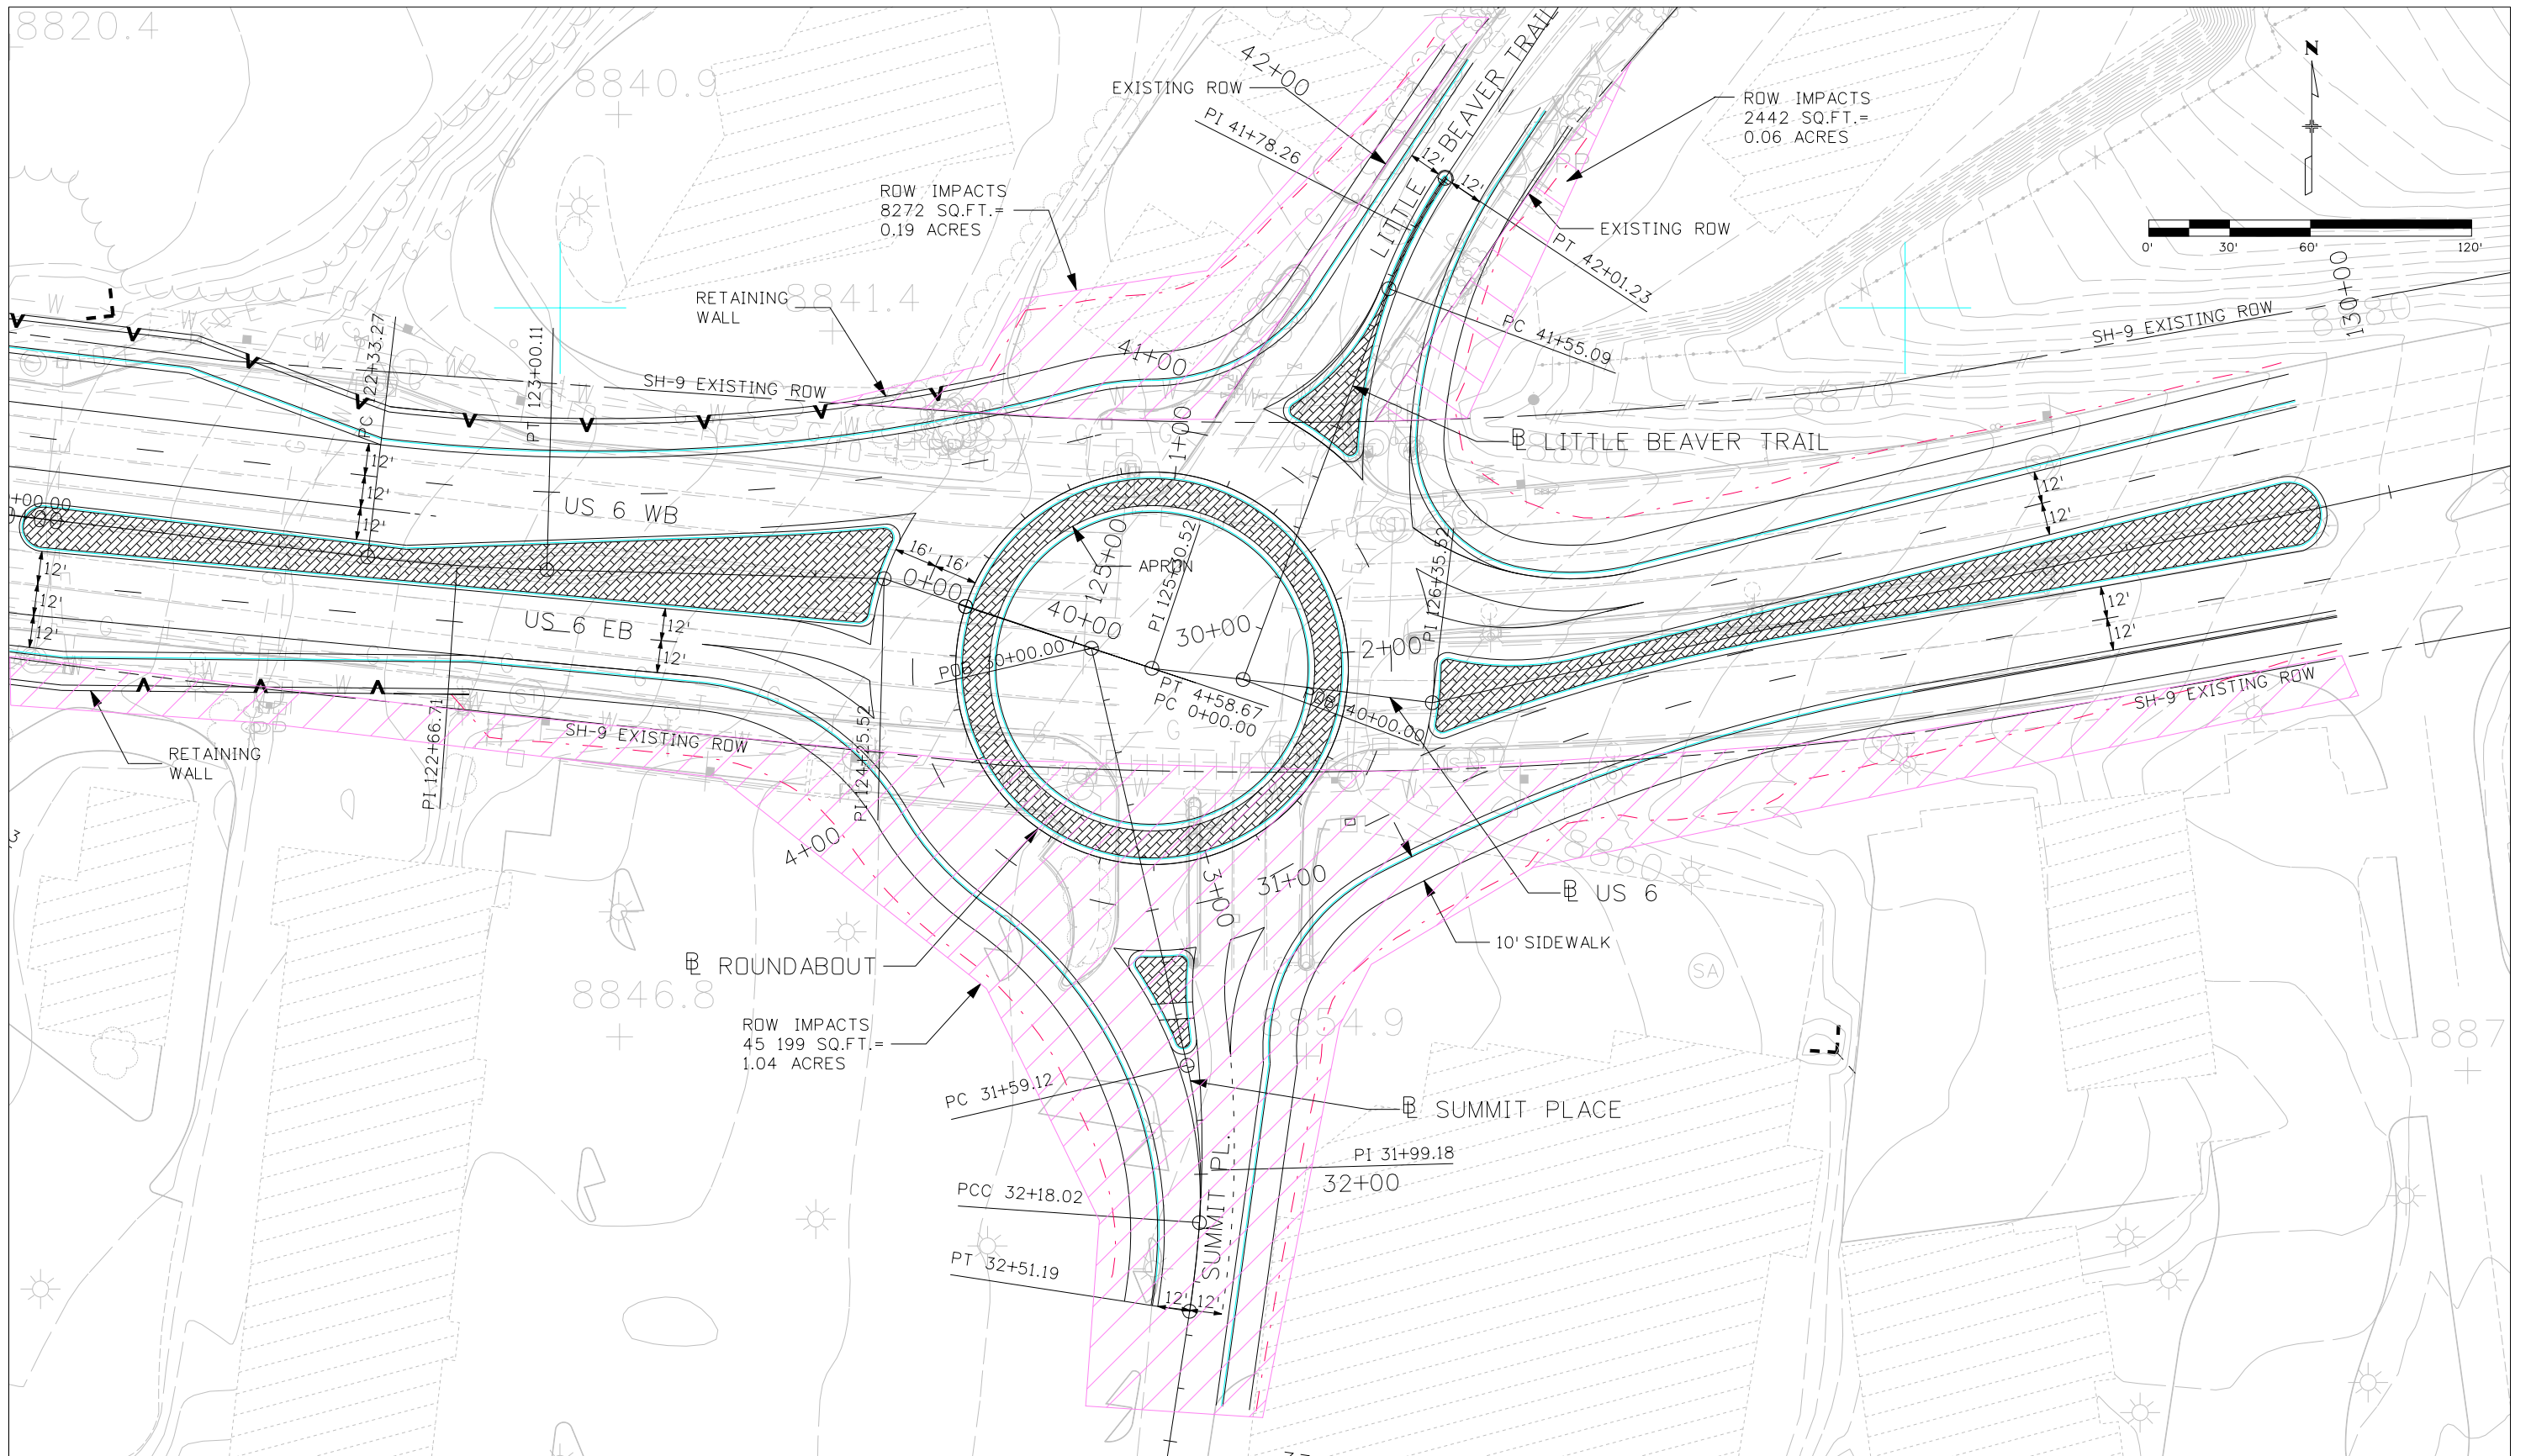 8820.4
8840.9
42+00
LITTLE BEAVER TRAIL
N
EXISTING ROW
PI 41+78.26
ROW IMPACTS
2442 SQ.FT.=
0.06 ACRES
12'
12'
ROW IMPACTS
8272 SQ.FT.=
0.19 ACRES
EXISTING ROW
PT 42+01.23
0'
30'
60'
120'
RETAINING
WALL
8841.4
PC 41+55.09
SH-9 EXISTING ROW
130+00
PT 123+00.11
41+00
SH-9 EXISTING ROW
8870
1+00
12'
12'
12'
US 6 WB
℄ LITTLE BEAVER TRAIL
12'
12'
12'
12'
12'
US 6 EB
12'
12'
16'
16'
0+00
40+00
125+00
APRON
30+00
2+00
PI 126+35.52
12'
12'
POB 30+00.00
PT 4+58.67
PC 0+00.00
POB 40+00.00
SH-9 EXISTING ROW
SH-9 EXISTING ROW
RETAINING
WALL
PI 122+66.71
PI 124+25.52
4+00
3+00
31+00
8860
℄ US 6
10' SIDEWALK
℄ ROUNDABOUT
SA
8846.8
8854.9
887
ROW IMPACTS
45 199 SQ.FT.=
1.04 ACRES
PC 31+59.12
℄ SUMMIT PLACE
PI 31+99.18
32+00
PCC 32+18.02
SUMMIT PL.
PT 32+51.19
12'
12'